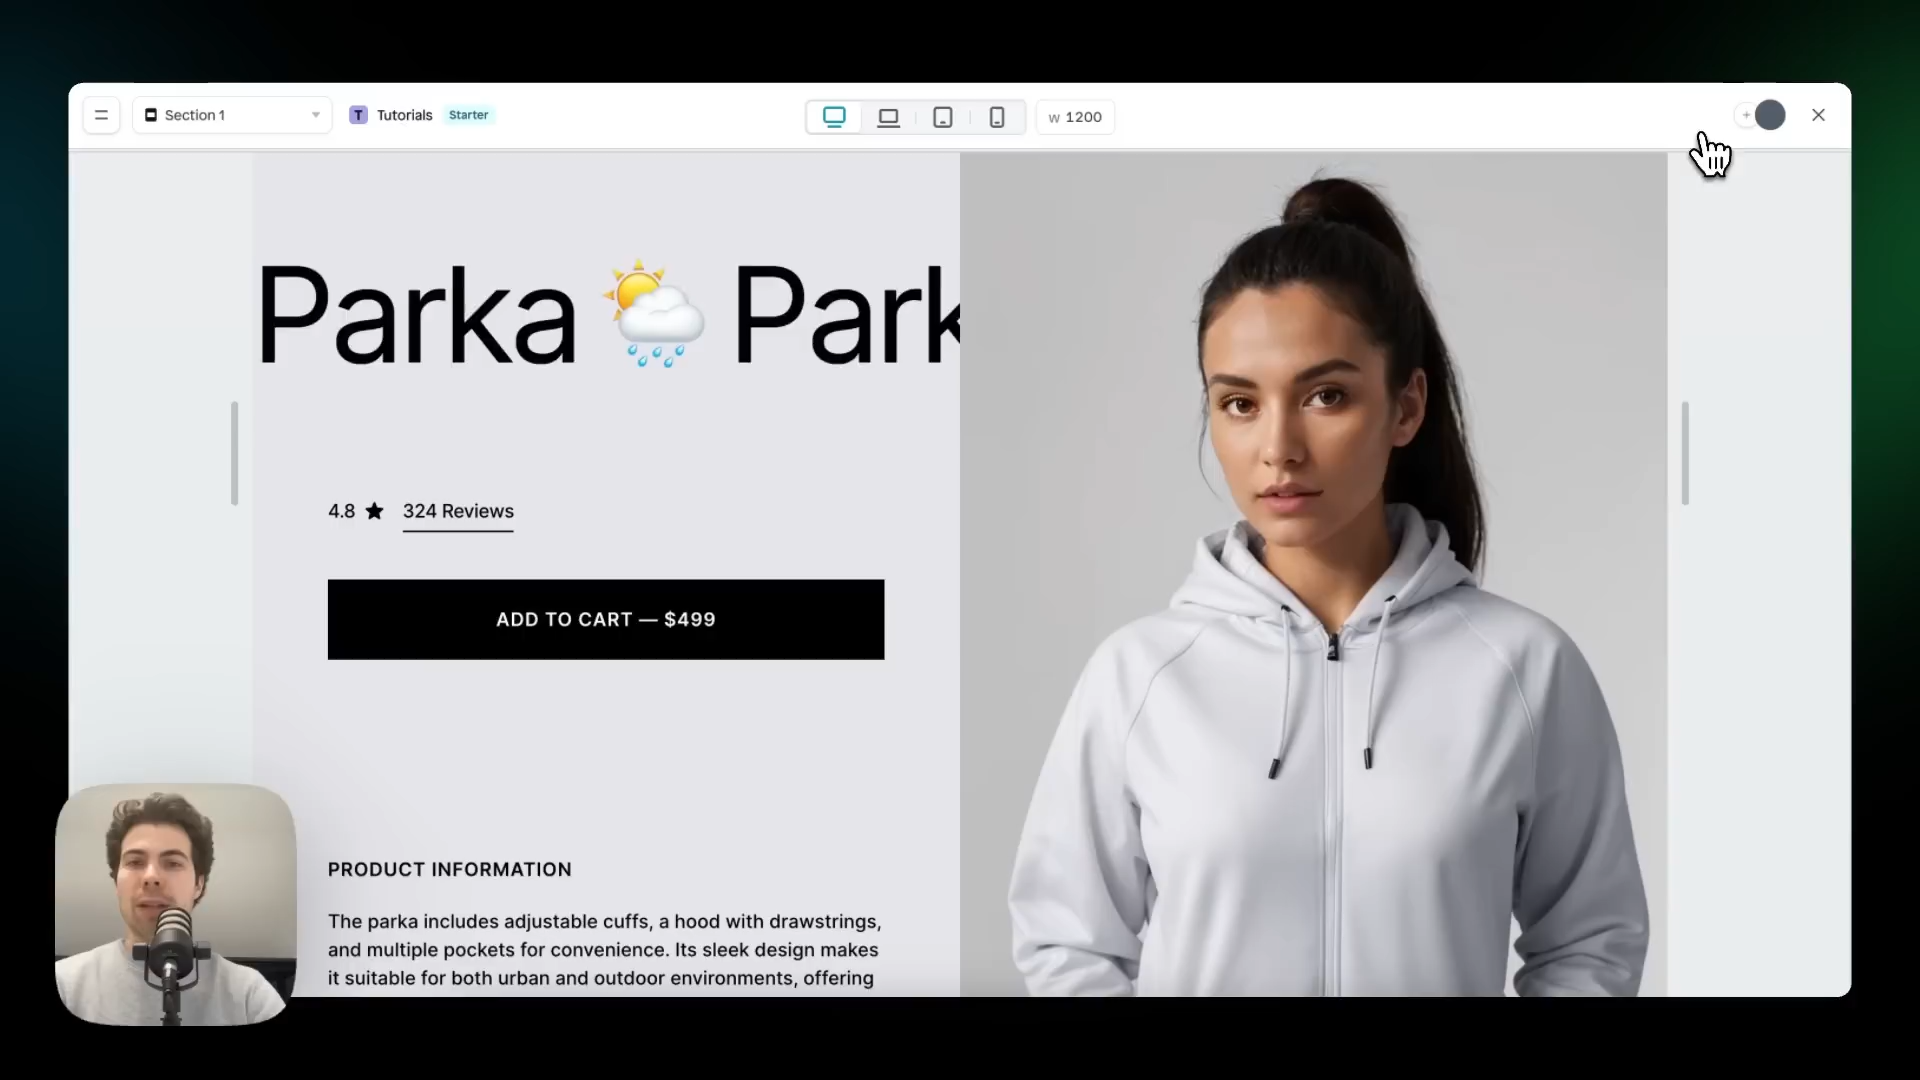 Section 1
T Tutorials Starter
W 1200
+
Parka 🌦️ Park
4.8 ★ 324 Reviews
ADD TO CART — $499
PRODUCT INFORMATION
The parka includes adjustable cuffs, a hood with drawstrings,
and multiple pockets for convenience. Its sleek design makes
it suitable for both urban and outdoor environments, offering